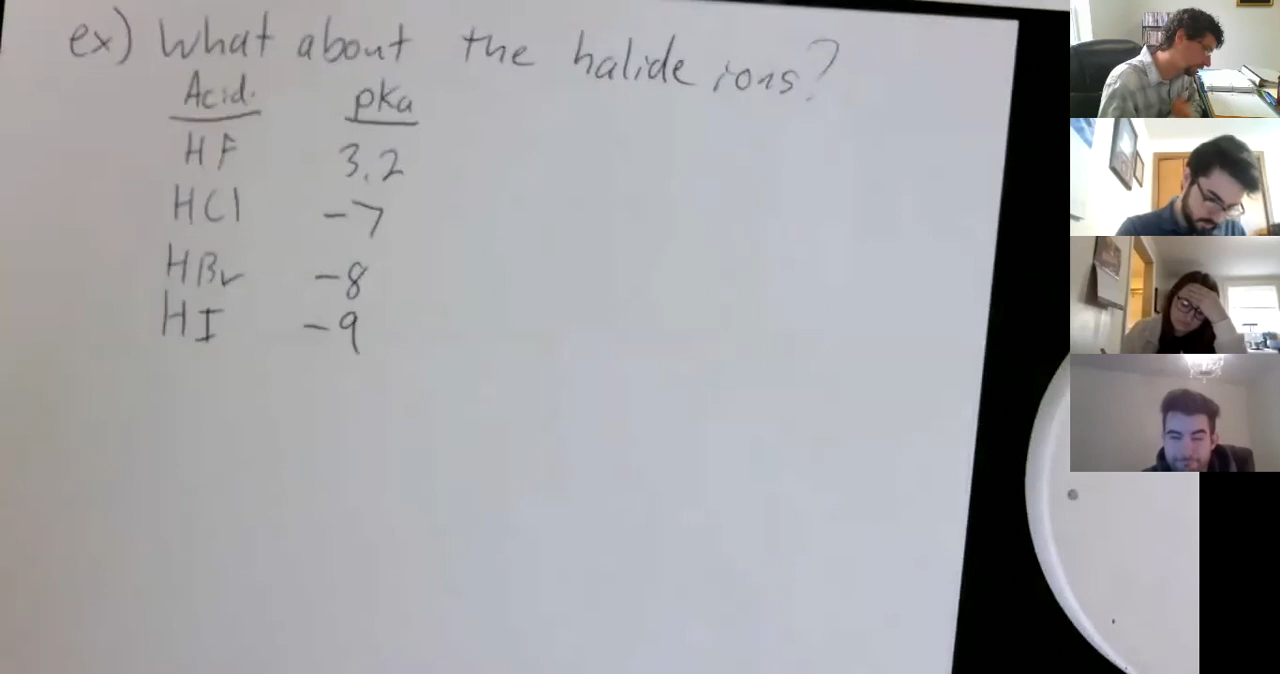 ex) What about the halide ions?
Acid. pKa
HF 3.2
HCl -7
HBr -8
HI -9